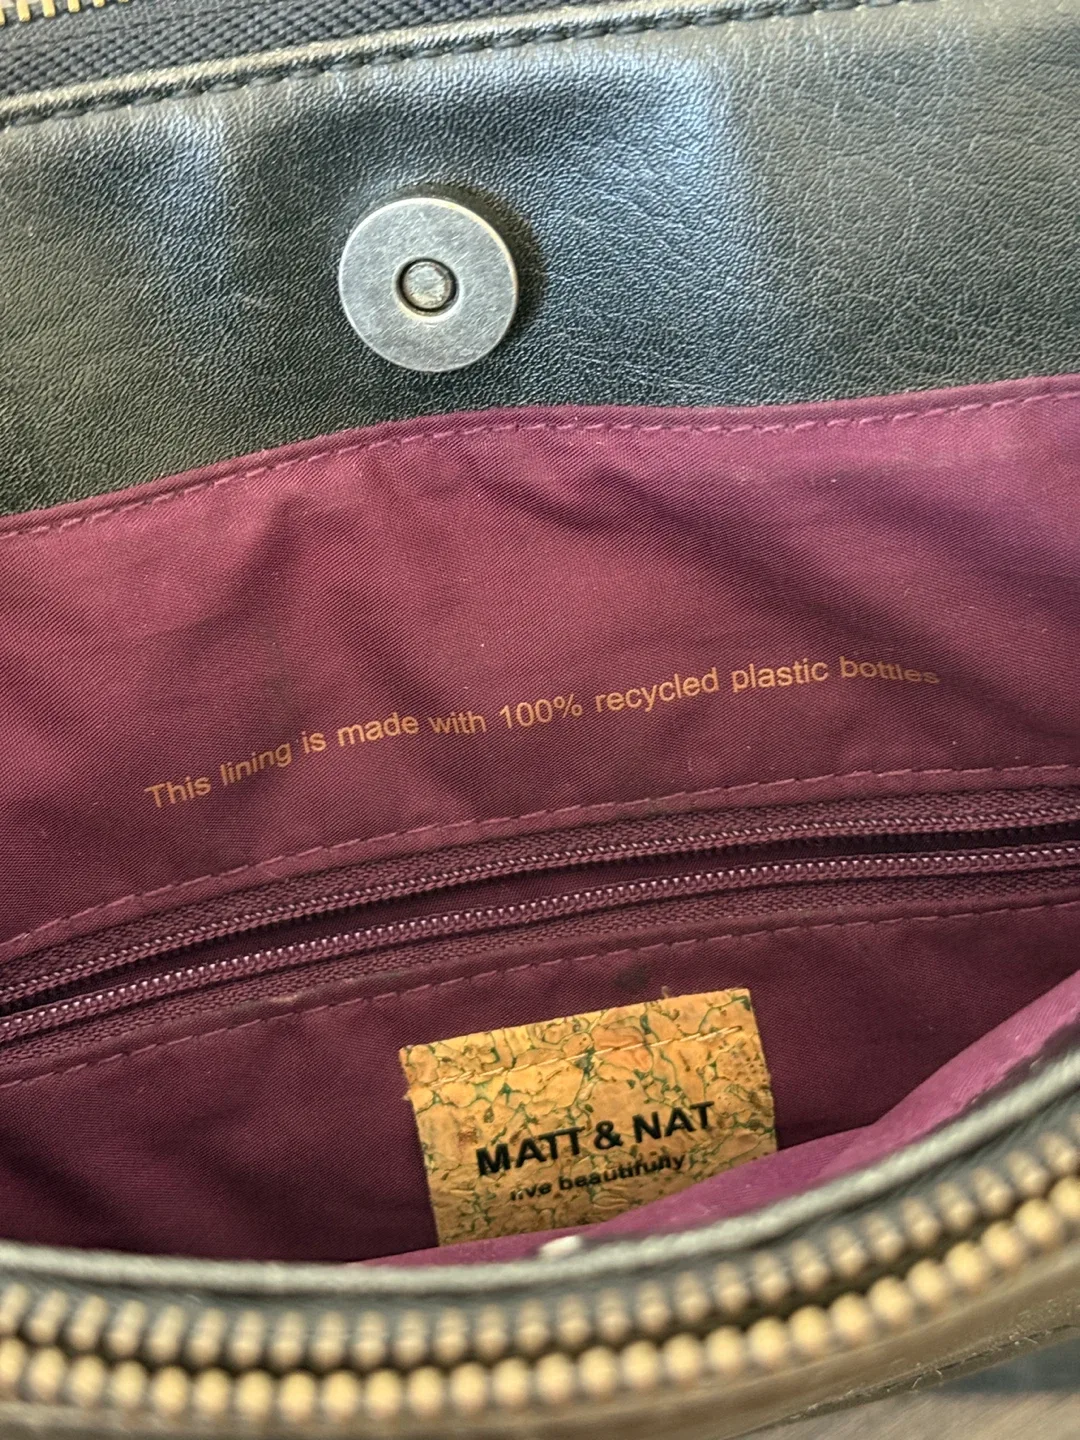 This lining is made with 100% recycled plastic bottles
MATT & NAT
live beautifully